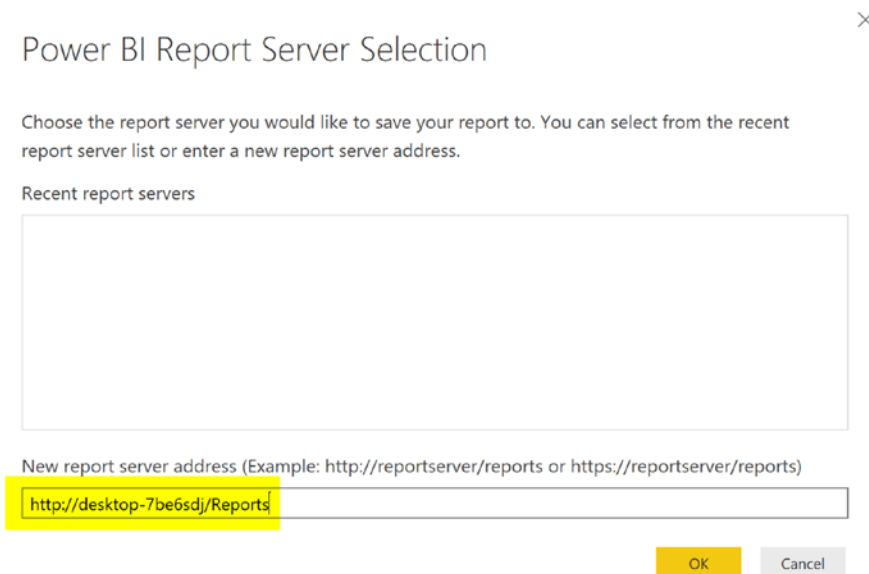 Power BI Report Server Selection
Choose the report server you would like to save your report to. You can select from the recent
report server list or enter a new report server address.
Recent report servers
New report server address (Example: http://reportserver/reports or https://reportserver/reports)
http://desktop-7be6sdj/Reports
OK Cancel